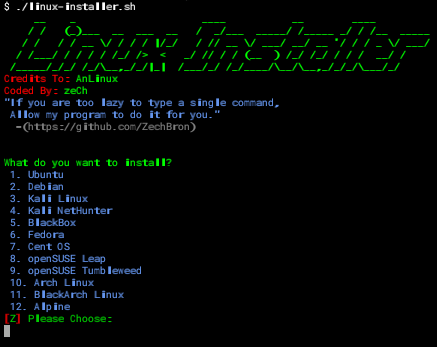 $ ./linux-installer.sh
Linux Installer
Credits To: AnLinux
Coded By: zeCh
"If you are too lazy to type a single command,
Allow my program to do it for you."
-(https://github.com/ZechBron)
What do you want to install?
1. Ubuntu
2. Debian
3. Kali Linux
4. Kali NetHunter
5. BlackBox
6. Fedora
7. Cent OS
8. openSUSE Leap
9. openSUSE Tumbleweed
10. Arch Linux
11. BlackArch Linux
12. Alpine
[Z] Please Choose: